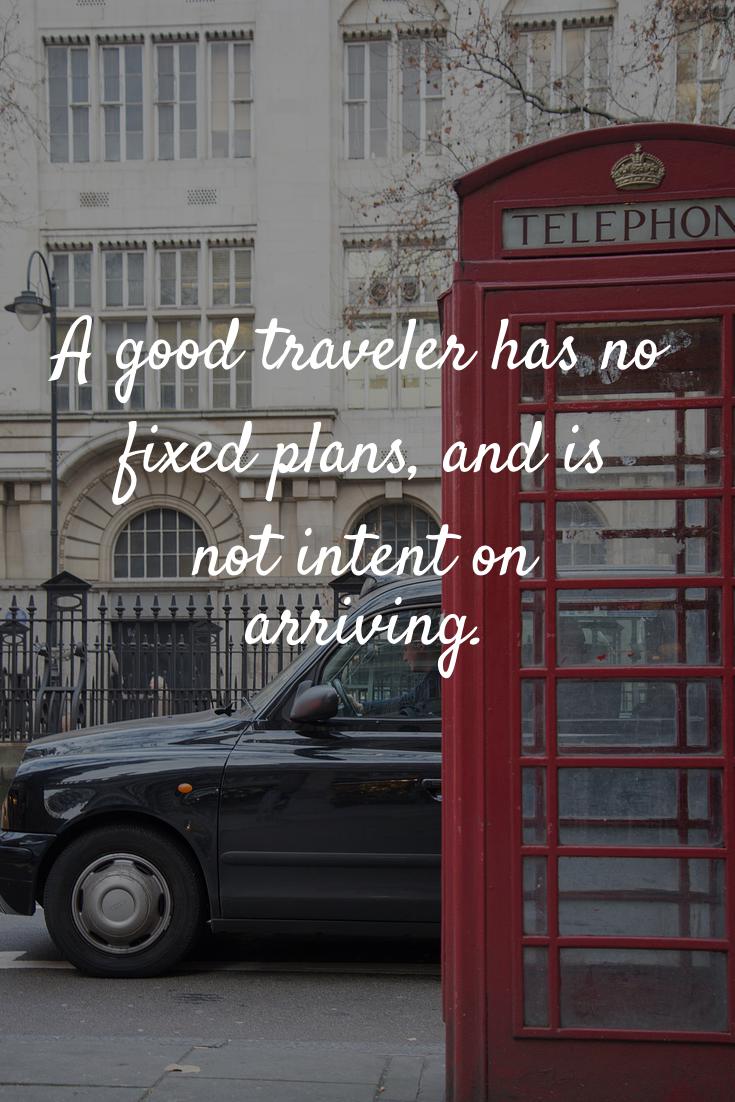 TELEPHON
A good traveler has no
fixed plans, and is
not intent on
arriving.